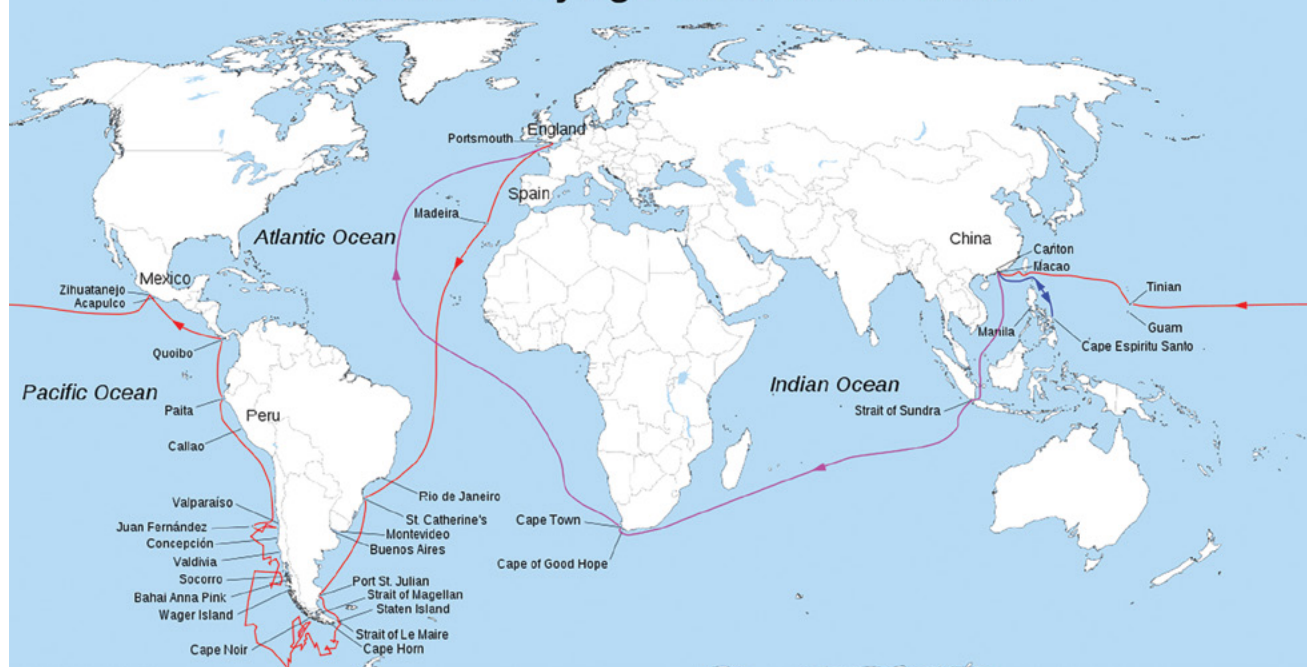 England
Portsmouth
Spain
Madeira
Atlantic Ocean
China
Canton
Macao
Mexico
Zihuatanejo
Acapulco
Tinian
Guam
Manila
Cape Espiritu Santo
Quoibo
Pacific Ocean
Indian Ocean
Paita
Peru
Strait of Sundra
Callao
Rio de Janeiro
Valparaíso
St. Catherine's
Juan Fernández
Cape Town
Montevideo
Concepción
Buenos Aires
Valdivia
Cape of Good Hope
Socorro
Port St. Julian
Bahai Anna Pink
Strait of Magellan
Wager Island
Staten Island
Strait of Le Maire
Cape Noir
Cape Horn